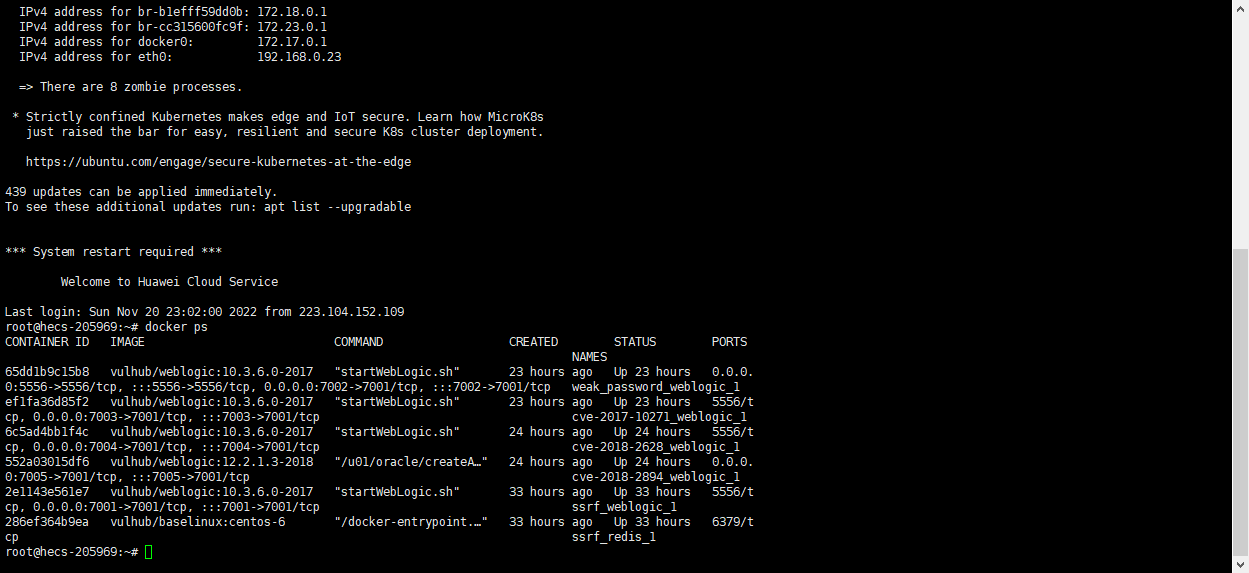 IPv4 address for br-b1efff59dd0b: 172.18.0.1
IPv4 address for br-cc315600fc9f: 172.23.0.1
IPv4 address for docker0:         172.17.0.1
IPv4 address for eth0:            192.168.0.23
=> There are 8 zombie processes.
* Strictly confined Kubernetes makes edge and IoT secure. Learn how MicroK8s
just raised the bar for easy, resilient and secure K8s cluster deployment.
https://ubuntu.com/engage/secure-kubernetes-at-the-edge
439 updates can be applied immediately.
To see these additional updates run: apt list --upgradable
*** System restart required ***
Welcome to Huawei Cloud Service
Last login: Sun Nov 20 23:02:00 2022 from 223.104.152.109
root@hecs-205969:~# docker ps
CONTAINER ID   IMAGE                           COMMAND                  CREATED        STATUS        PORTS
NAMES
65dd1b9c15b8   vulhub/weblogic:10.3.6.0-2017   "startWebLogic.sh"       23 hours ago   Up 23 hours   0.0.0.
0:5556->5556/tcp, :::5556->5556/tcp, 0.0.0.0:7002->7001/tcp, :::7002->7001/tcp   weak_password_weblogic_1
ef1fa36d85f2   vulhub/weblogic:10.3.6.0-2017   "startWebLogic.sh"       23 hours ago   Up 23 hours   5556/t
cp, 0.0.0.0:7003->7001/tcp, :::7003->7001/tcp                                    cve-2017-10271_weblogic_1
6c5ad4bb1f4c   vulhub/weblogic:10.3.6.0-2017   "startWebLogic.sh"       24 hours ago   Up 24 hours   5556/t
cp, 0.0.0.0:7004->7001/tcp, :::7004->7001/tcp                                    cve-2018-2628_weblogic_1
552a03015df6   vulhub/weblogic:12.2.1.3-2018   "/u01/oracle/createA…"   24 hours ago   Up 24 hours   0.0.0.
0:7005->7001/tcp, :::7005->7001/tcp                                              cve-2018-2894_weblogic_1
2e1143e561e7   vulhub/weblogic:10.3.6.0-2017   "startWebLogic.sh"       33 hours ago   Up 33 hours   5556/t
cp, 0.0.0.0:7001->7001/tcp, :::7001->7001/tcp                                    ssrf_weblogic_1
286ef364b9ea   vulhub/baselinux:centos-6       "/docker-entrypoint.…"   33 hours ago   Up 33 hours   6379/t
cp                                                                               ssrf_redis_1
root@hecs-205969:~#